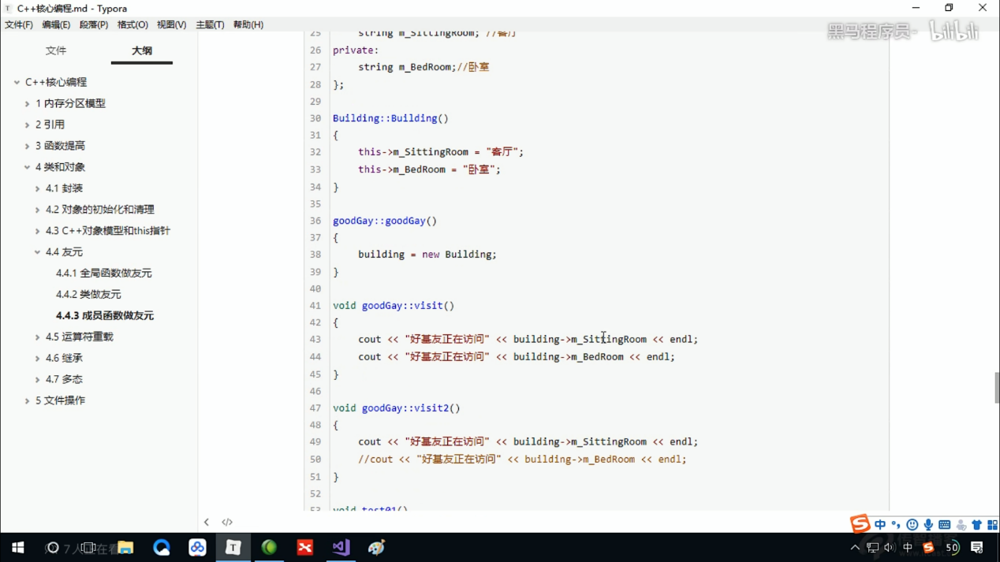 C++核心编程.md - Typora
文件(F) 编辑(E) 段落(P) 格式(O) 视图(V) 主题(T) 帮助(H)
黑马程序员- bilibili
文件 大纲
C++核心编程
1 内存分区模型
2 引用
3 函数提高
4 类和对象
4.1 封装
4.2 对象的初始化和清理
4.3 C++对象模型和this指针
4.4 友元
4.4.1 全局函数做友元
4.4.2 类做友元
4.4.3 成员函数做友元
4.5 运算符重载
4.6 继承
4.7 多态
5 文件操作
25 string m_SittingRoom; //客厅
26 private:
27 string m_BedRoom;//卧室
28 };
29
30 Building::Building()
31 {
32 this->m_SittingRoom = "客厅";
33 this->m_BedRoom = "卧室";
34 }
35
36 goodGay::goodGay()
37 {
38 building = new Building;
39 }
40
41 void goodGay::visit()
42 {
43 cout << "好基友正在访问" << building->m_SittingRoom << endl;
44 cout << "好基友正在访问" << building->m_BedRoom << endl;
45 }
46
47 void goodGay::visit2()
48 {
49 cout << "好基友正在访问" << building->m_SittingRoom << endl;
50 //cout << "好基友正在访问" << building->m_BedRoom << endl;
51 }
52
53 void test01()
中
7人正在看
中 50